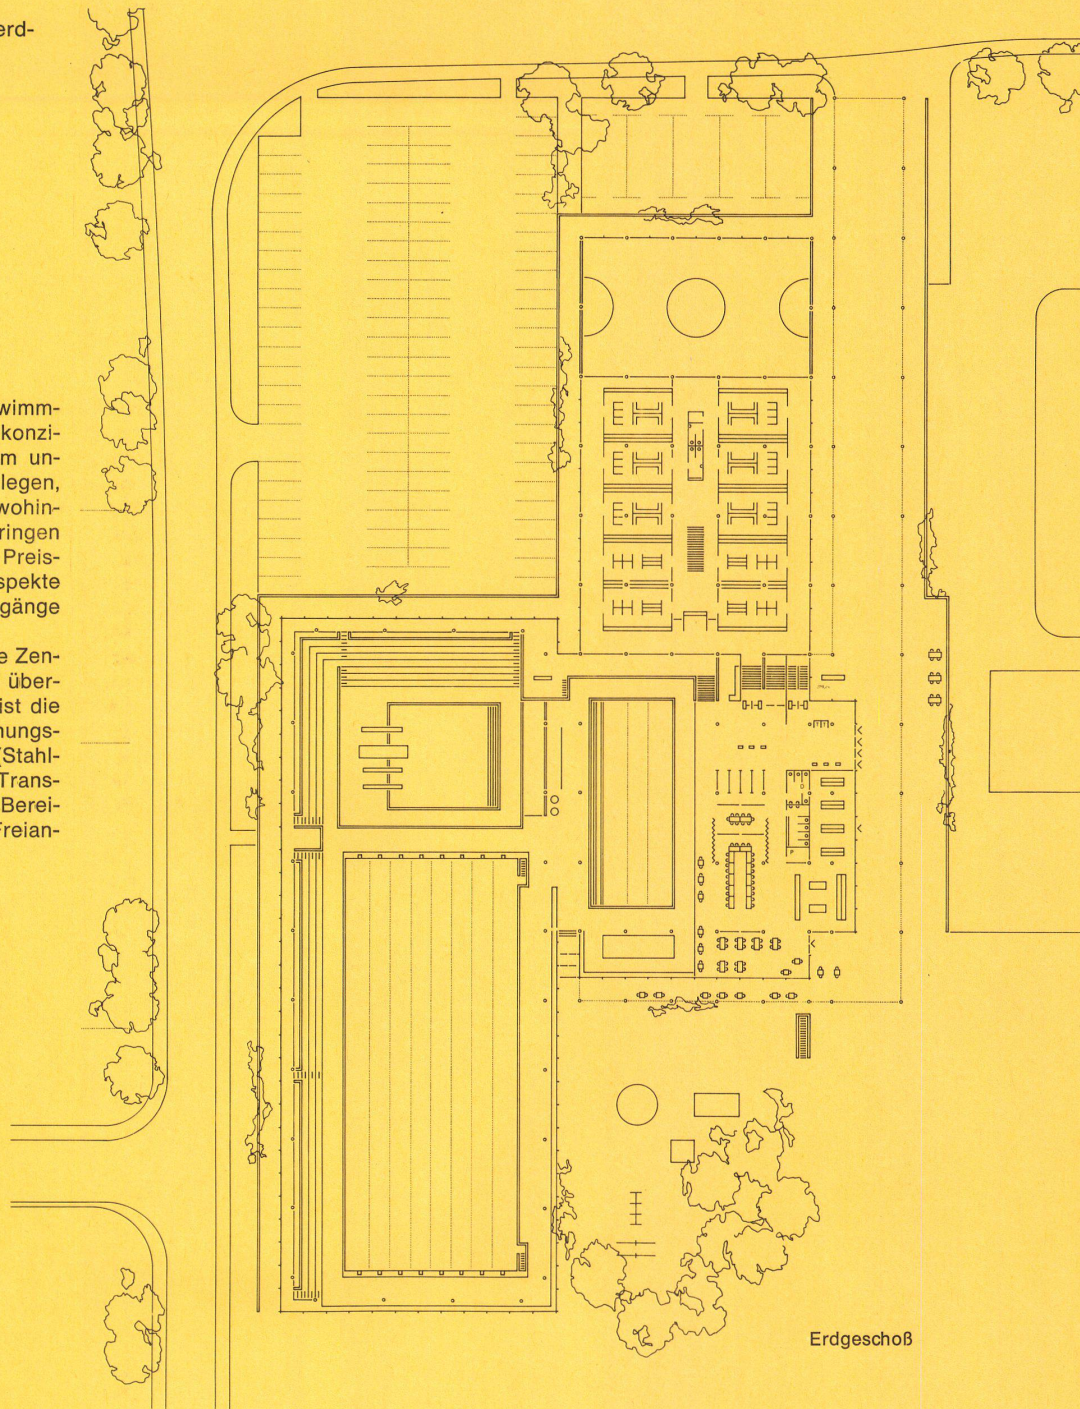 erd-
wimm-
konzi-
m un-
legen,
wohin-
ringen
Preis-
spekte
gänge
e Zen-
über-
ist die
nungs-
(Stahl-
Trans-
Berei-
Freian-
P
Erdgeschoß